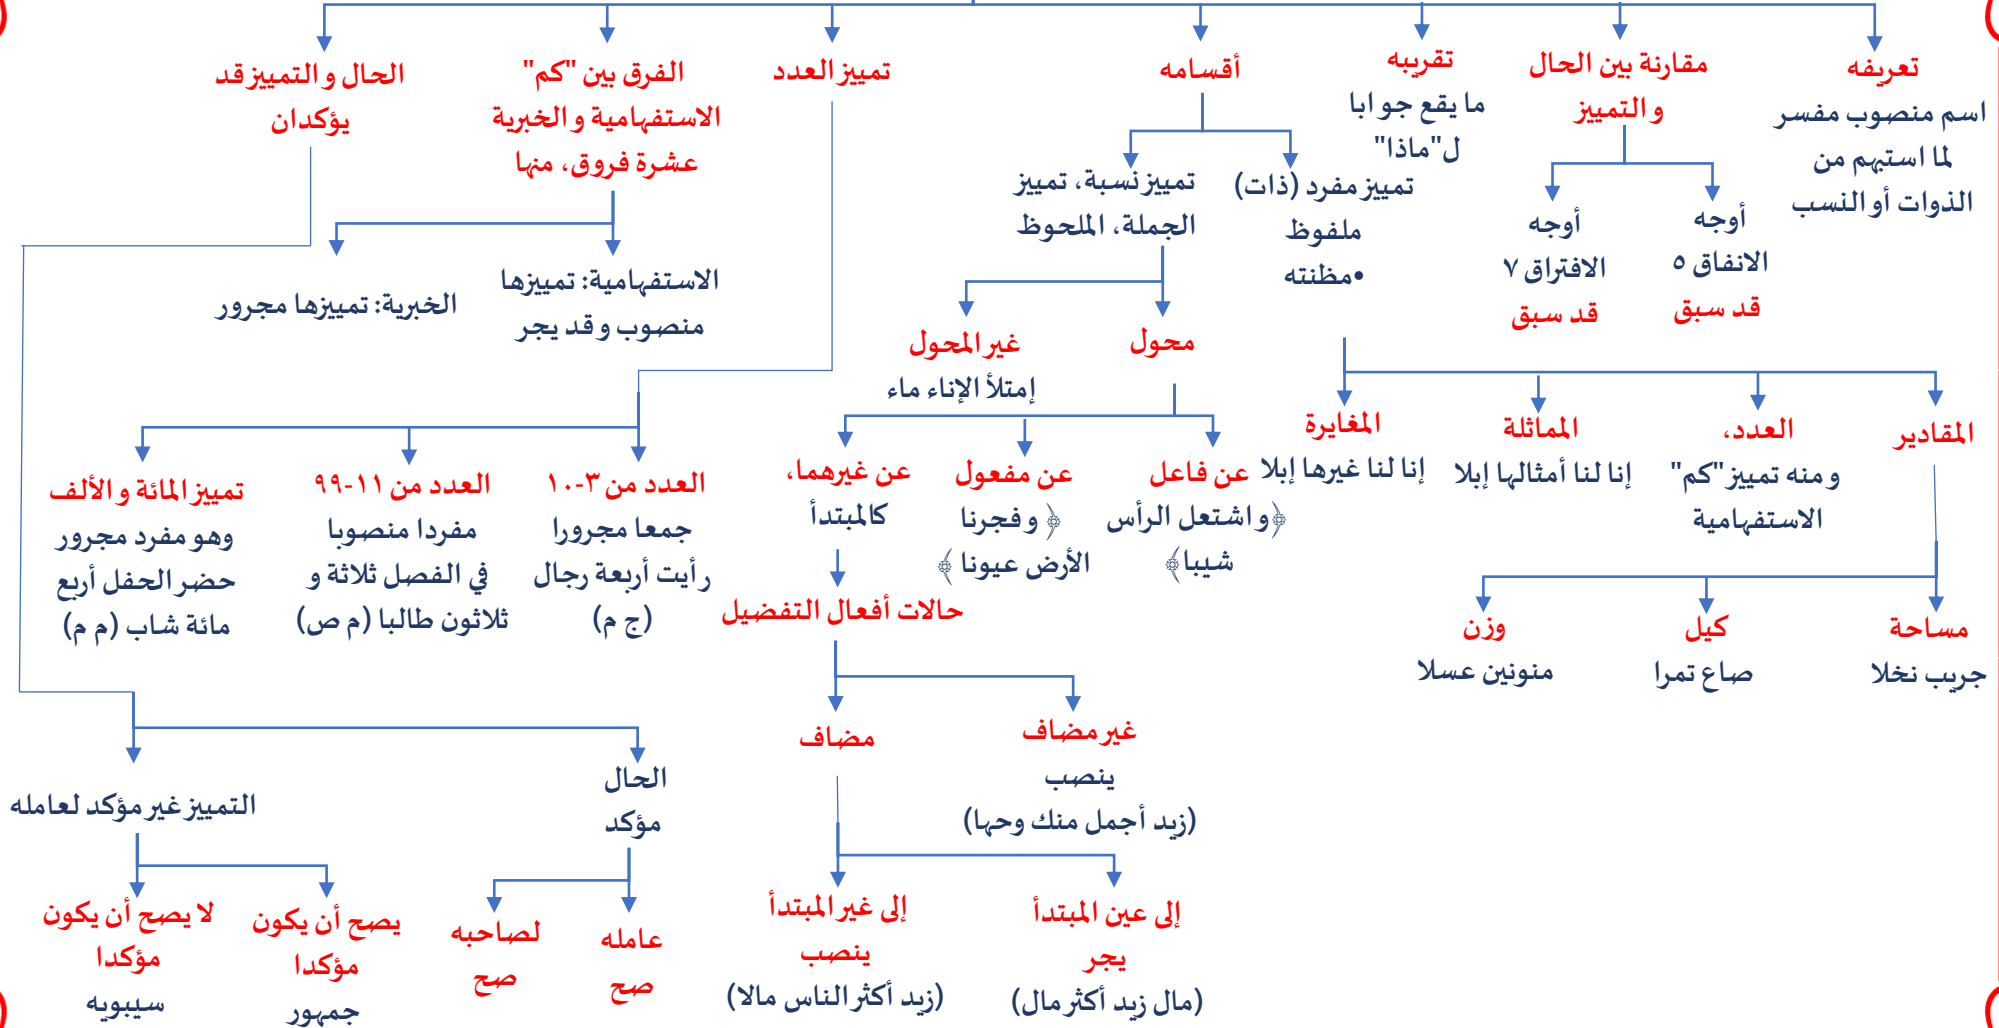 تعريفه
اسم منصوب مفسر
لما استبهم من
الذوات أو النسب
مقارنة بين الحال
و التمييز
أوجه
الانفاق ٥
قد سبق
أوجه
الافتراق ٧
قد سبق
تقريبه
ما يقع جوابا
ل"ماذا"
أقسامه
تمييز مفرد (ذات)
ملفوظ
•مظنته
المقادير
مساحة
جريب نخلا
كيل
صاع تمرا
وزن
منونين عسلا
العدد،
ومنه تمييز "كم"
الاستفهامية
المماثلة
إنا لنا أمثالها إبلا
المغايرة
إنا لنا غيرها إبلا
تمييز نسبة، تمييز
الجملة، الملحوظ
محول
عن فاعل
﴿و اشتعل الرأس
شيبا﴾
عن مفعول
﴿ وفجرنا
الأرض عيونا ﴾
عن غيرهما،
كالمبتدأ
حالات أفعال التفضيل
غير مضاف
ينصب
(زيد أجمل منك وحها)
مضاف
إلى عين المبتدأ
يجر
(مال زيد أكثر مال)
إلى غير المبتدأ
ينصب
(زيد أكثر الناس مالا)
غير المحول
إمتلأ الإناء ماء
تمييز العدد
العدد من ٣-١٠
جمعا مجرورا
رأيت أربعة رجال
(ج م)
العدد من ١١-٩٩
مفردا منصوبا
في الفصل ثلاثة و
ثلاثون طالبا (م ص)
تمييز المائة و الألف
وهو مفرد مجرور
حضر الحفل أربع
مائة شاب (م م)
الفرق بين "كم"
الاستفهامية و الخبرية
عشرة فروق، منها
الاستفهامية: تمييزها
منصوب وقد يجر
الخبرية: تمييزها مجرور
الحال و التمييز قد
يؤكدان
الحال
مؤكد
عامله
صح
لصاحبه
صح
التمييز غير مؤكد لعامله
يصح أن يكون
مؤكدا
جمهور
لا يصح أن يكون
مؤكدا
سيبويه